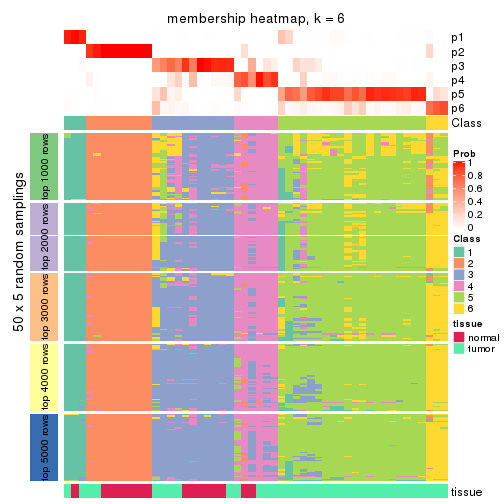 membership heatmap, k = 6
p1
p2
p3
p4
p5
p6
Class
50 x 5 random samplings
top 1000 rows
top 2000 rows
top 3000 rows
top 4000 rows
top 5000 rows
Prob
1
0.8
0.6
0.4
0.2
0
Class
1
2
3
4
5
6
tissue
normal
tumor
tissue